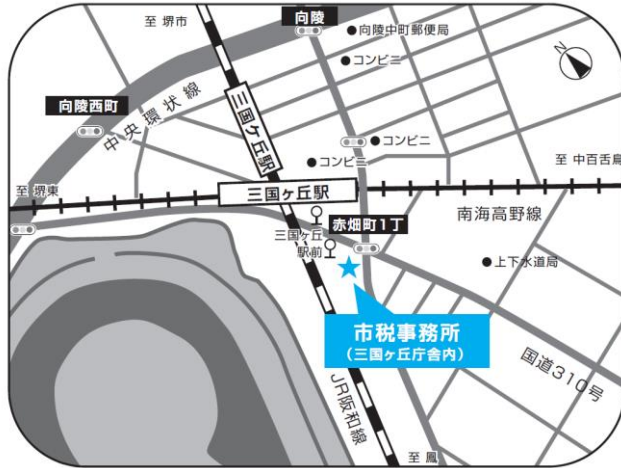 至 堺市
向陵
向陵中町郵便局
コンビニ
N
向陵西町
中央環状線
三国ヶ丘駅
コンビニ
コンビニ
至 堺東
至 中百舌鳥
三国ヶ丘駅
南海高野線
赤畑町1丁
三国ヶ丘
駅前
上下水道局
市税事務所
(三国ヶ丘庁舎内)
国道310号
JR阪和線
至 鳳